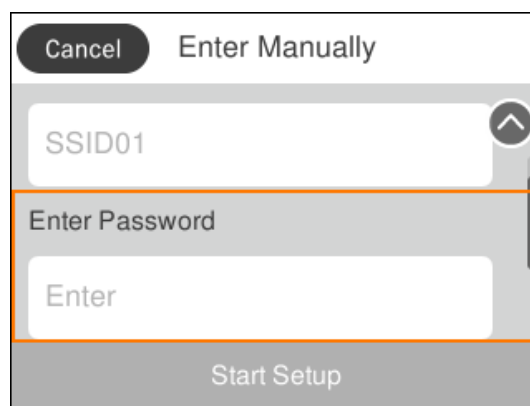 Cancel Enter Manually
SSID01
Enter Password
Enter
Start Setup